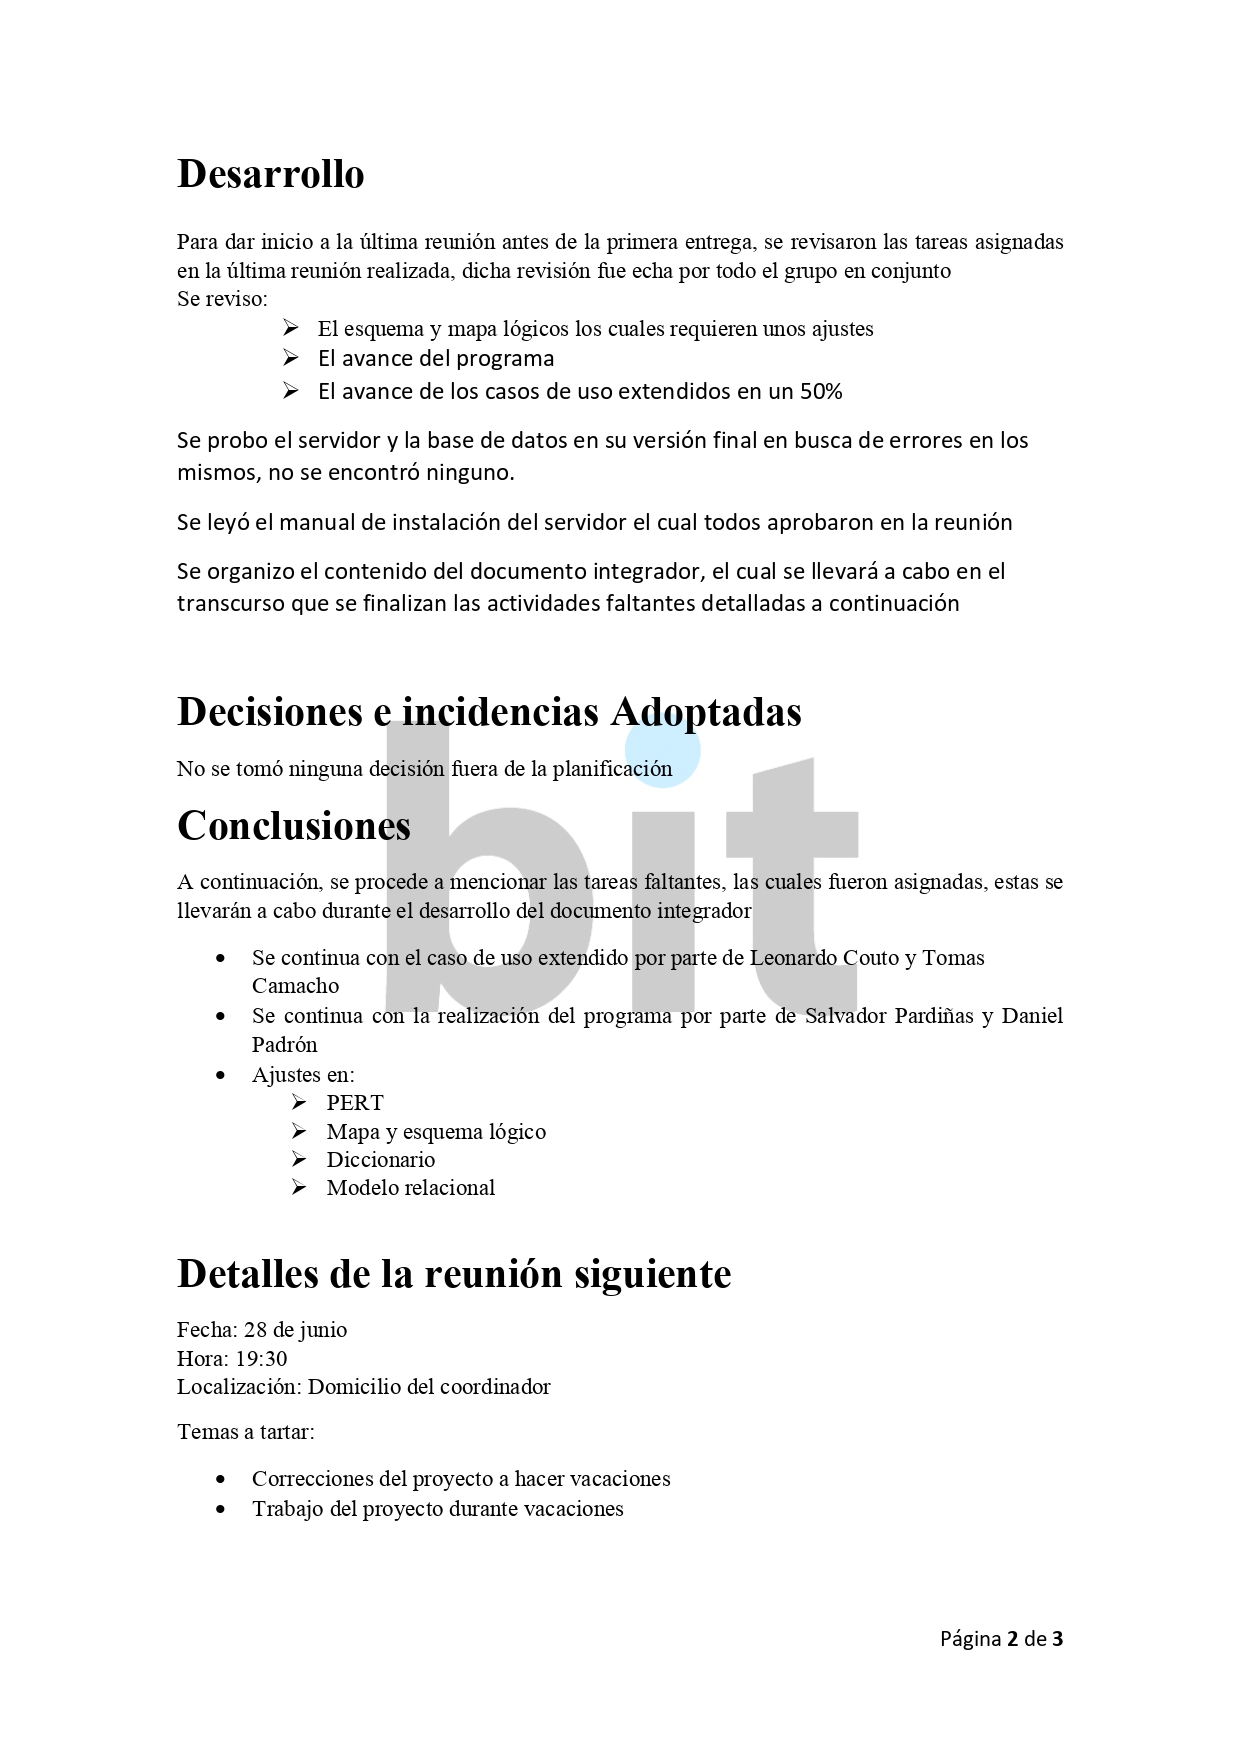 Desarrollo
Para dar inicio a la última reunión antes de la primera entrega, se revisaron las tareas asignadas
en la última reunión realizada, dicha revisión fue echa por todo el grupo en conjunto
Se reviso:
➢ El esquema y mapa lógicos los cuales requieren unos ajustes
➢ El avance del programa
➢ El avance de los casos de uso extendidos en un 50%
Se probo el servidor y la base de datos en su versión final en busca de errores en los
mismos, no se encontró ninguno.
Se leyó el manual de instalación del servidor el cual todos aprobaron en la reunión
Se organizo el contenido del documento integrador, el cual se llevará a cabo en el
transcurso que se finalizan las actividades faltantes detalladas a continuación
Decisiones e incidencias Adoptadas
No se tomó ninguna decisión fuera de la planificación
bit
Conclusiones
A continuación, se procede a mencionar las tareas faltantes, las cuales fueron asignadas, estas se
llevarán a cabo durante el desarrollo del documento integrador
• Se continua con el caso de uso extendido por parte de Leonardo Couto y Tomas
Camacho
• Se continua con la realización del programa por parte de Salvador Pardiñas y Daniel
Padrón
• Ajustes en:
➢ PERT
➢ Mapa y esquema lógico
➢ Diccionario
➢ Modelo relacional
Detalles de la reunión siguiente
Fecha: 28 de junio
Hora: 19:30
Localización: Domicilio del coordinador
Temas a tartar:
• Correcciones del proyecto a hacer vacaciones
• Trabajo del proyecto durante vacaciones
Página 2 de 3